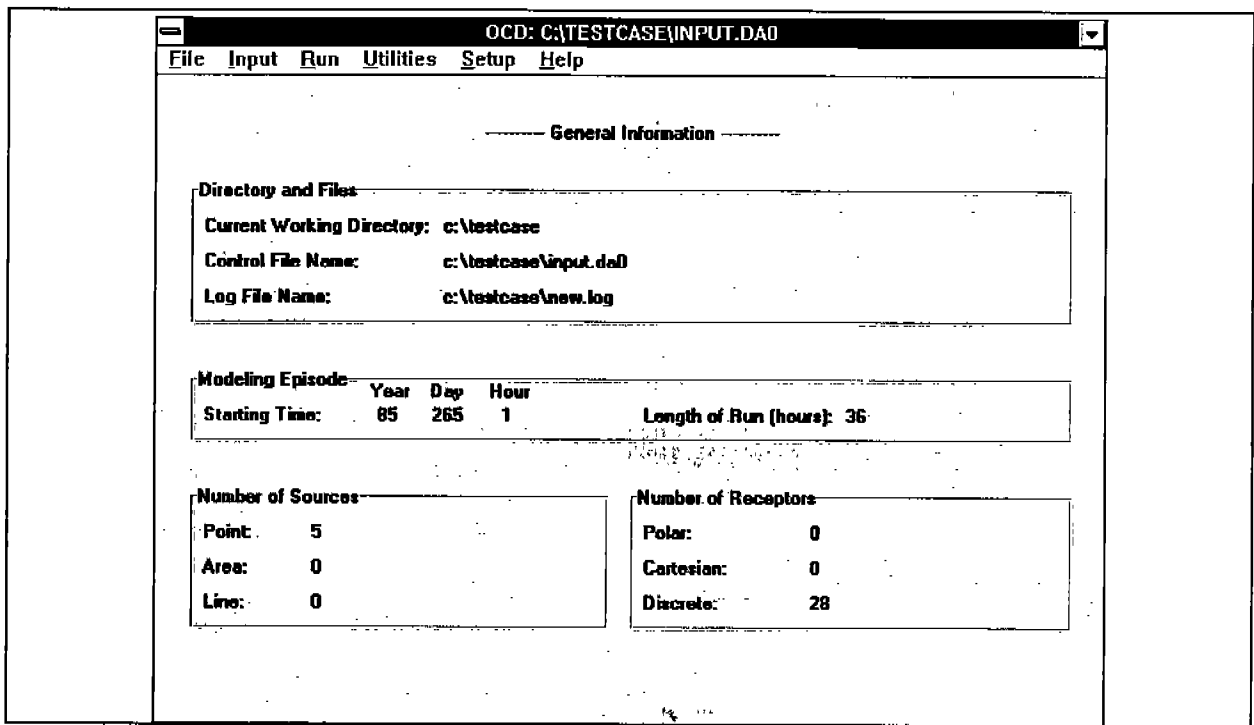 OCD: C:\TESTCASE\INPUT.DA0
File Input Run Utilities Setup Help
General Information
Directory and Files
Current Working Directory: c:\testcase
Control File Name: c:\testcase\input.da0
Log File Name: c:\testcase\new.log
Modeling Episode
Year Day Hour
Starting Time: 85 265 1 Length of Run (hours): 36
Number of Sources
Point: 5
Area: 0
Line: 0
Number of Receptors
Polar: 0
Cartesian: 0
Discrete: 28